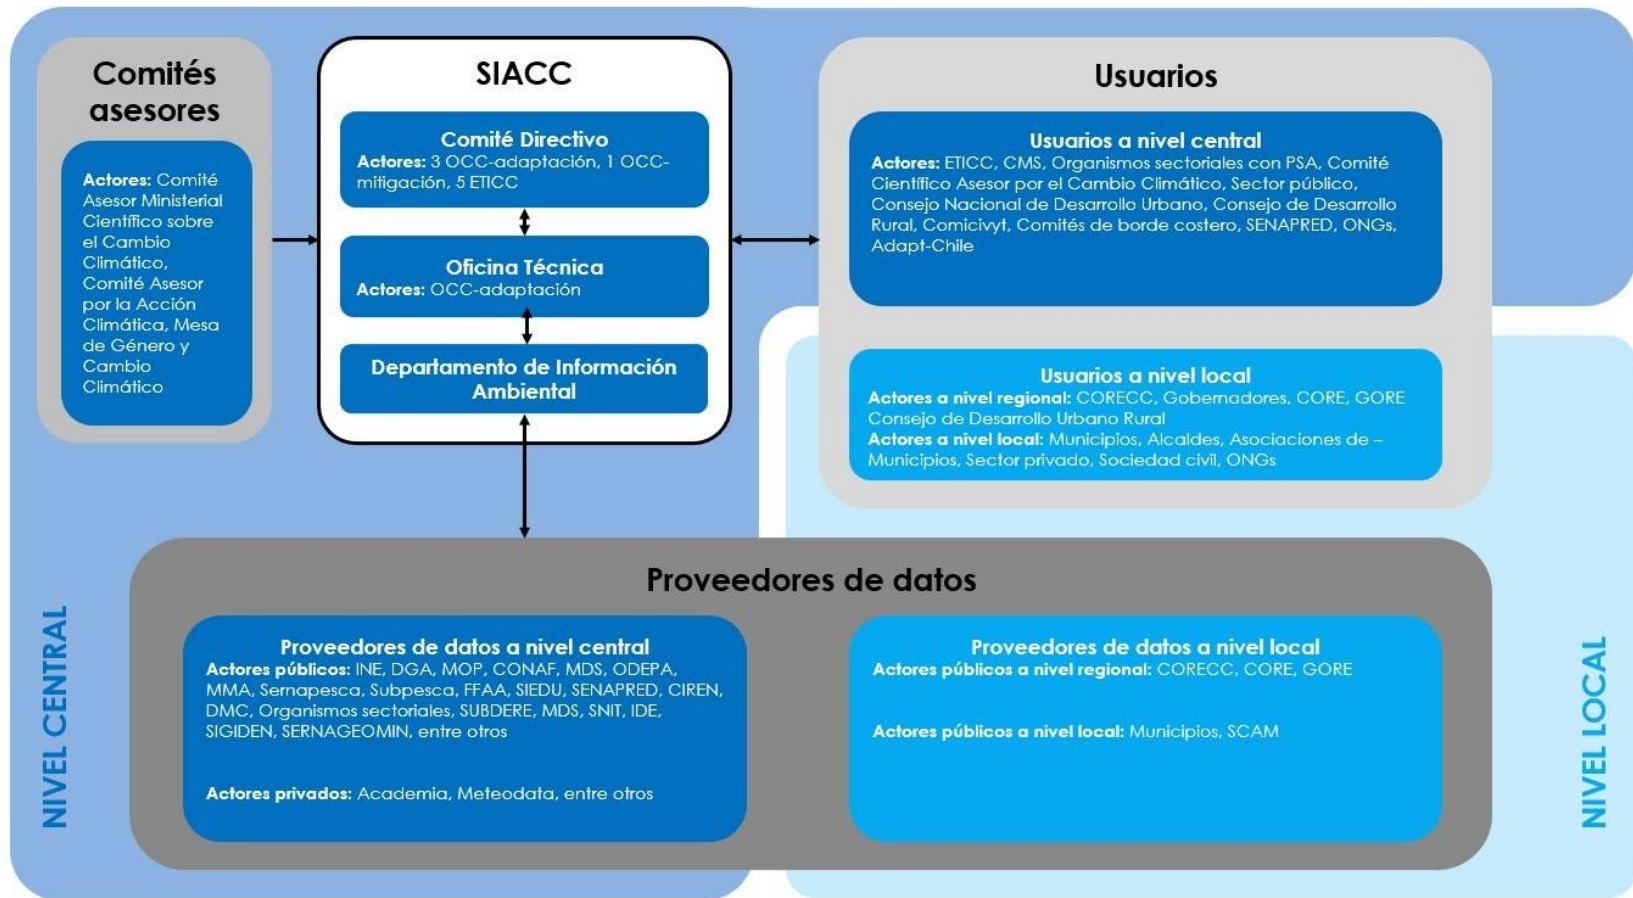 Comités
asesores
Actores: Comité
Asesor Ministerial
Científico sobre
el Cambio
Climático,
Comité Asesor
por la Acción
Climática, Mesa
de Género y
Cambio
Climático
SIACC
Comité Directivo
Actores: 3 OCC-adaptación, 1 OCC-
mitigación, 5 ETICC
Oficina Técnica
Actores: OCC-adaptación
Departamento de Información
Ambiental
Usuarios
Usuarios a nivel central
Actores: ETICC, CMS, Organismos sectoriales con PSA, Comité
Científico Asesor por el Cambio Climático, Sector público,
Consejo Nacional de Desarrollo Urbano, Consejo de Desarrollo
Rural, Comicivyt, Comités de borde costero, SENAPRED, ONGs,
Adapt-Chile
Usuarios a nivel local
Actores a nivel regional: CORECC, Gobernadores, CORE, GORE
Consejo de Desarrollo Urbano Rural
Actores a nivel local: Municipios, Alcaldes, Asociaciones de –
Municipios, Sector privado, Sociedad civil, ONGs
Proveedores de datos
Proveedores de datos a nivel central
Actores públicos: INE, DGA, MOP, CONAF, MDS, ODEPA,
MMA, Sernapesca, Subpesca, FFAA, SIEDU, SENAPRED, CIREN,
DMC, Organismos sectoriales, SUBDERE, MDS, SNIT, IDE,
SIGIDEN, SERNAGEOMIN, entre otros
Actores privados: Academia, Meteodata, entre otros
Proveedores de datos a nivel local
Actores públicos a nivel regional: CORECC, CORE, GORE
Actores públicos a nivel local: Municipios, SCAM
NIVEL CENTRAL
NIVEL LOCAL